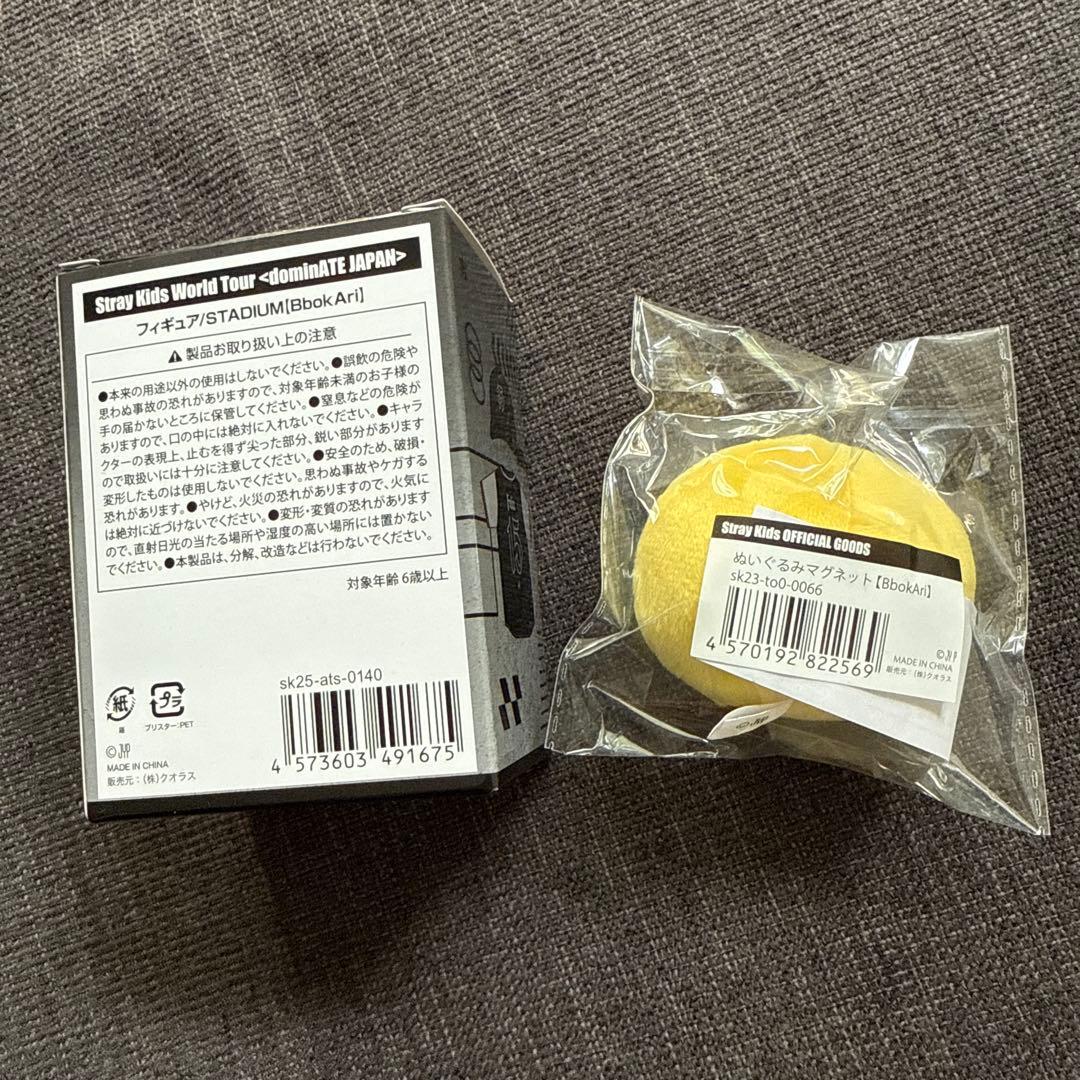 Stray Kids World Tour <dominATE JAPAN>
フィギュア/STADIUM【BbokAri】
製品お取り扱い上の注意
●本来の用途以外の使用はしないでください。●誤飲の危険や
思わぬ事故の恐れがありますので、対象年齢未満のお子様の
手の届かないところに保管してください。●窒息などの危険が
ありますので、口の中には絶対に入れないでください。●キャラ
クターの表現上、止むを得ず尖った部分、鋭い部分があります
ので取扱いには十分に注意してください。●安全のため、破損・
変形したものは使用しないでください。思わぬ事故やケガする
恐れがあります。●やけど、火災の恐れがありますので、火気に
は絶対に近づけないでください。●変形・変質の恐れがあります
ので、直射日光の当たる場所や湿度の高い場所には置かない
でください。●本製品は、分解、改造などは行わないでください。
対象年齢 6歳以上
紙
箱
プラ
ブリスター:PET
sk25-ats-0140
4 573603 491675
© JYP
MADE IN CHINA
販売元:(株)クオラス
Stray Kids OFFICIAL GOODS
ぬいぐるみマグネット【BbokAri】
sk23-to0-0066
4 570192 822569
© JYP
MADE IN CHINA
販売元:(株)クオラス
© JYP